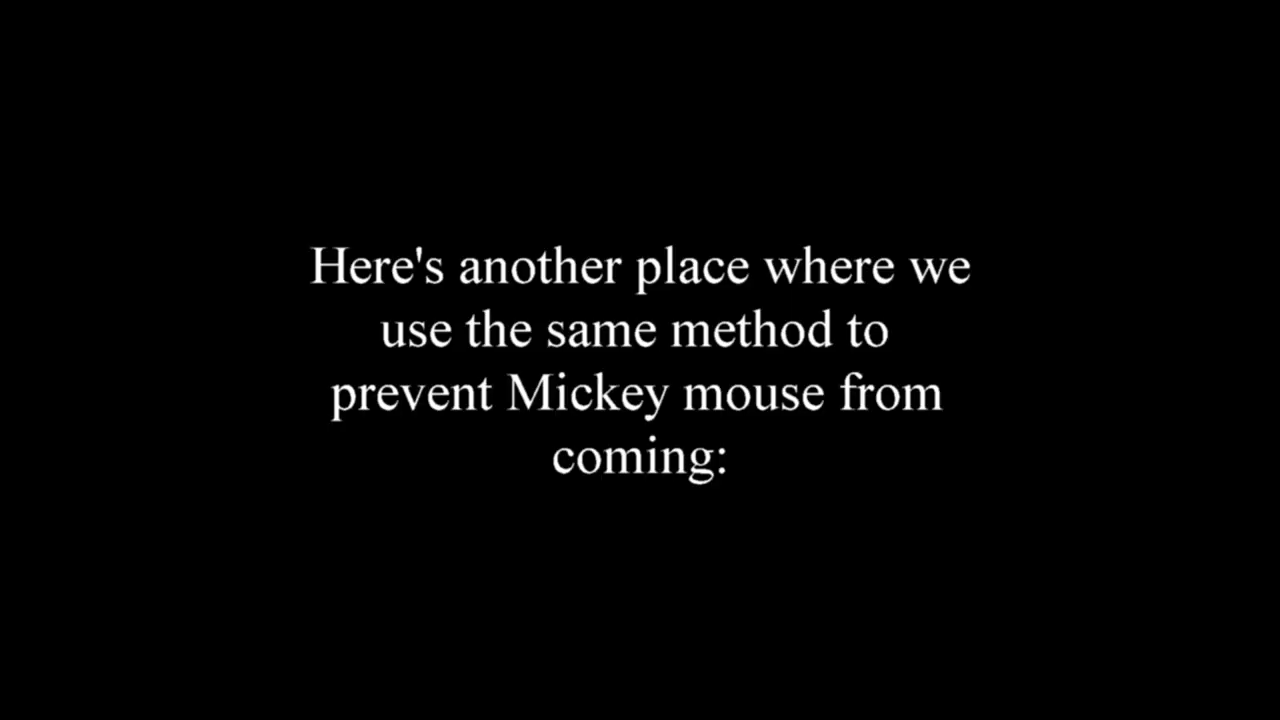 Here's another place where we
use the same method to
prevent Mickey mouse from
coming: